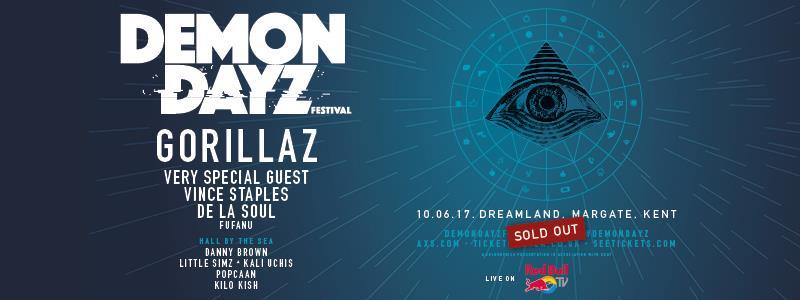 DEMON
DAYZ
FESTIVAL
GORILLAZ
VERY SPECIAL GUEST
VINCE STAPLES
DE LA SOUL
FUFANU
HALL BY THE SEA
DANNY BROWN
LITTLE SIMZ • KALI UCHIS
POPCAAN
KILO KISH
10.06.17. DREAMLAND, MARGATE, KENT
SOLD OUT
AXS.COM • SEETICKETS.COM
LIVE ON
Red Bull
TV